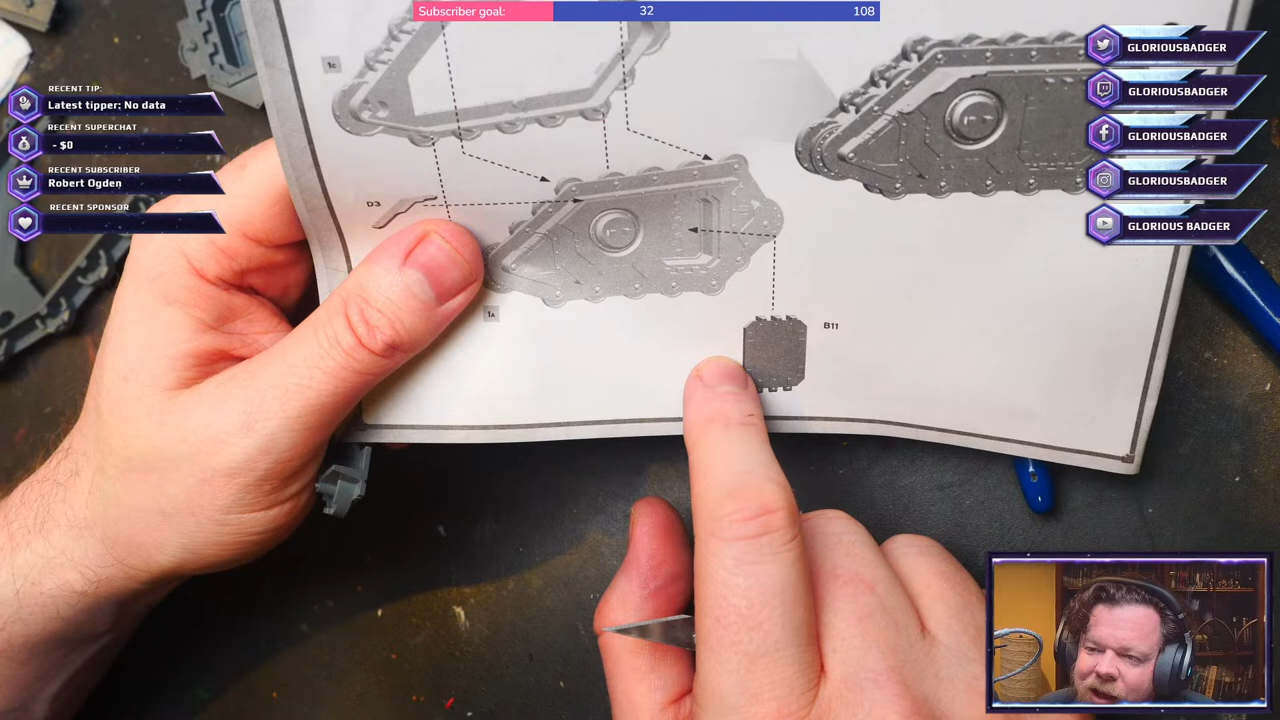 Subscriber goal: 32 108
RECENT TIP:
Latest tipper: No data
RECENT SUPERCHAT
- $0
RECENT SUBSCRIBER
Robert Ogden
RECENT SPONSOR
GLORIOUSBADGER
GLORIOUSBADGER
GLORIOUSBADGER
GLORIOUSBADGER
GLORIOUS BADGER
1C
D3
1A
B11